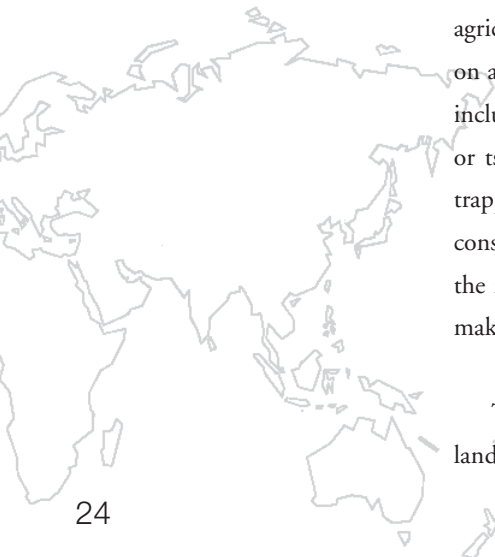 agric
on a
inclu
or ts
trap,
cons
the
mak
land
24